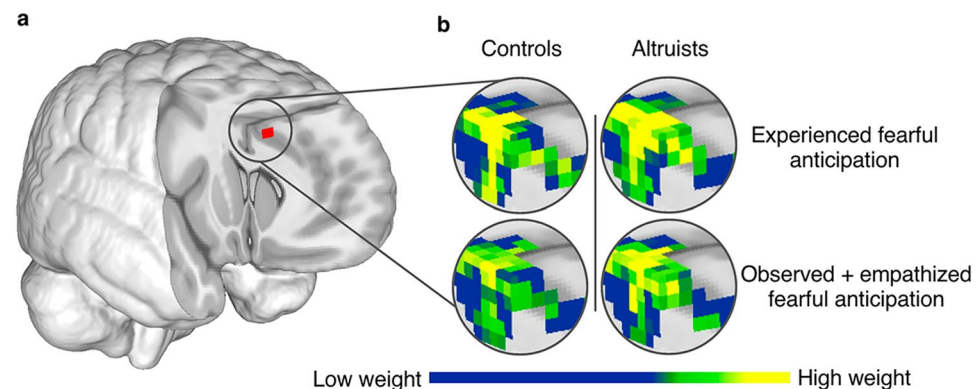 a
b
Controls
Altruists
Experienced fearful
anticipation
Observed + empathized
fearful anticipation
Low weight
High weight